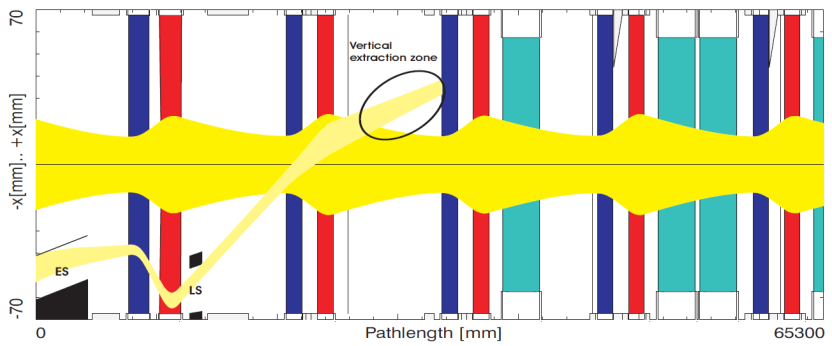 70
Vertical
extraction zone
-x[mm].. +x[mm]
ES
LS
-70
0
Pathlength [mm]
65300